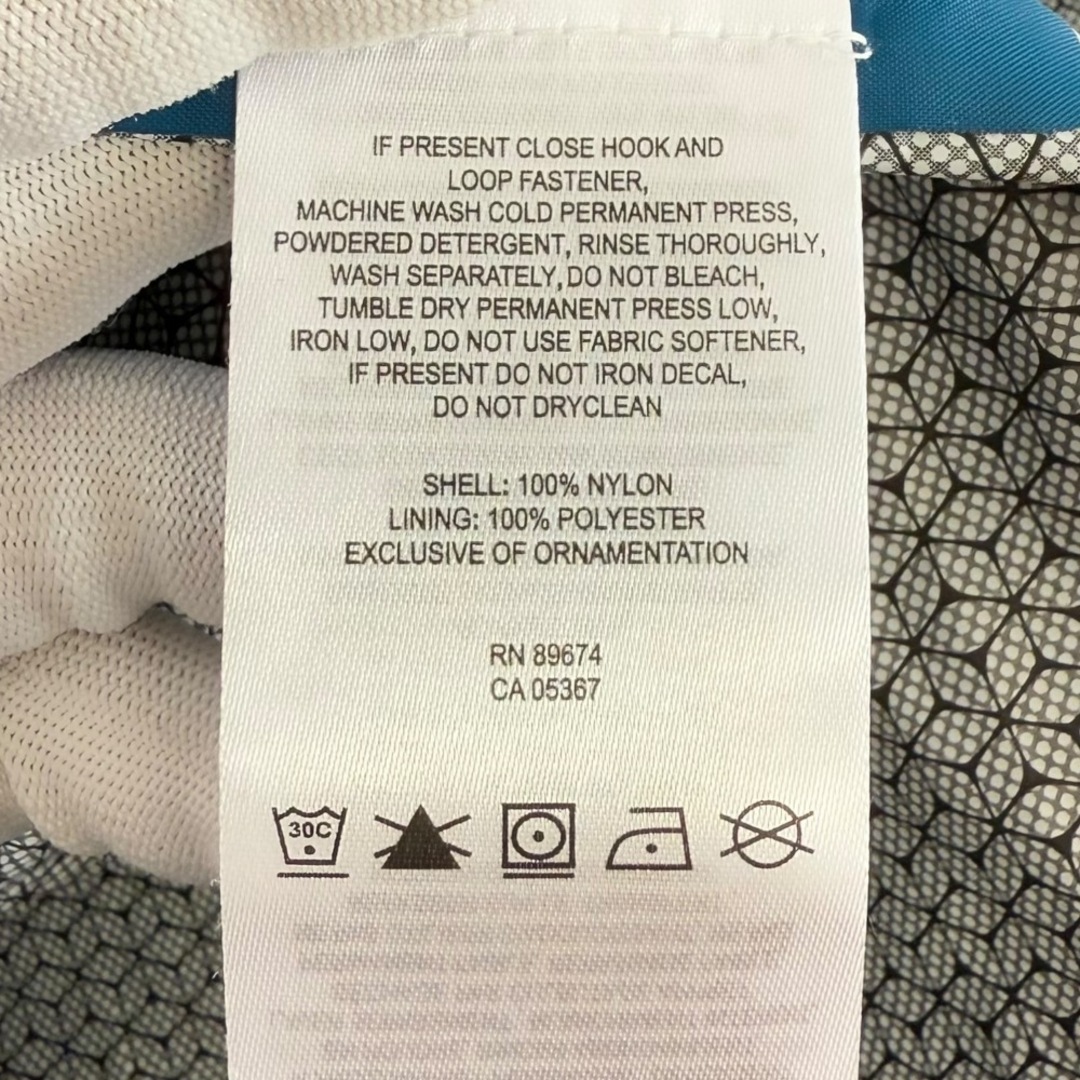 IF PRESENT CLOSE HOOK AND
LOOP FASTENER,
MACHINE WASH COLD PERMANENT PRESS,
POWDERED DETERGENT, RINSE THOROUGHLY,
WASH SEPARATELY, DO NOT BLEACH,
TUMBLE DRY PERMANENT PRESS LOW,
IRON LOW, DO NOT USE FABRIC SOFTENER,
IF PRESENT DO NOT IRON DECAL,
DO NOT DRYCLEAN
SHELL: 100% NYLON
LINING: 100% POLYESTER
EXCLUSIVE OF ORNAMENTATION
RN 89674
CA 05367
30C